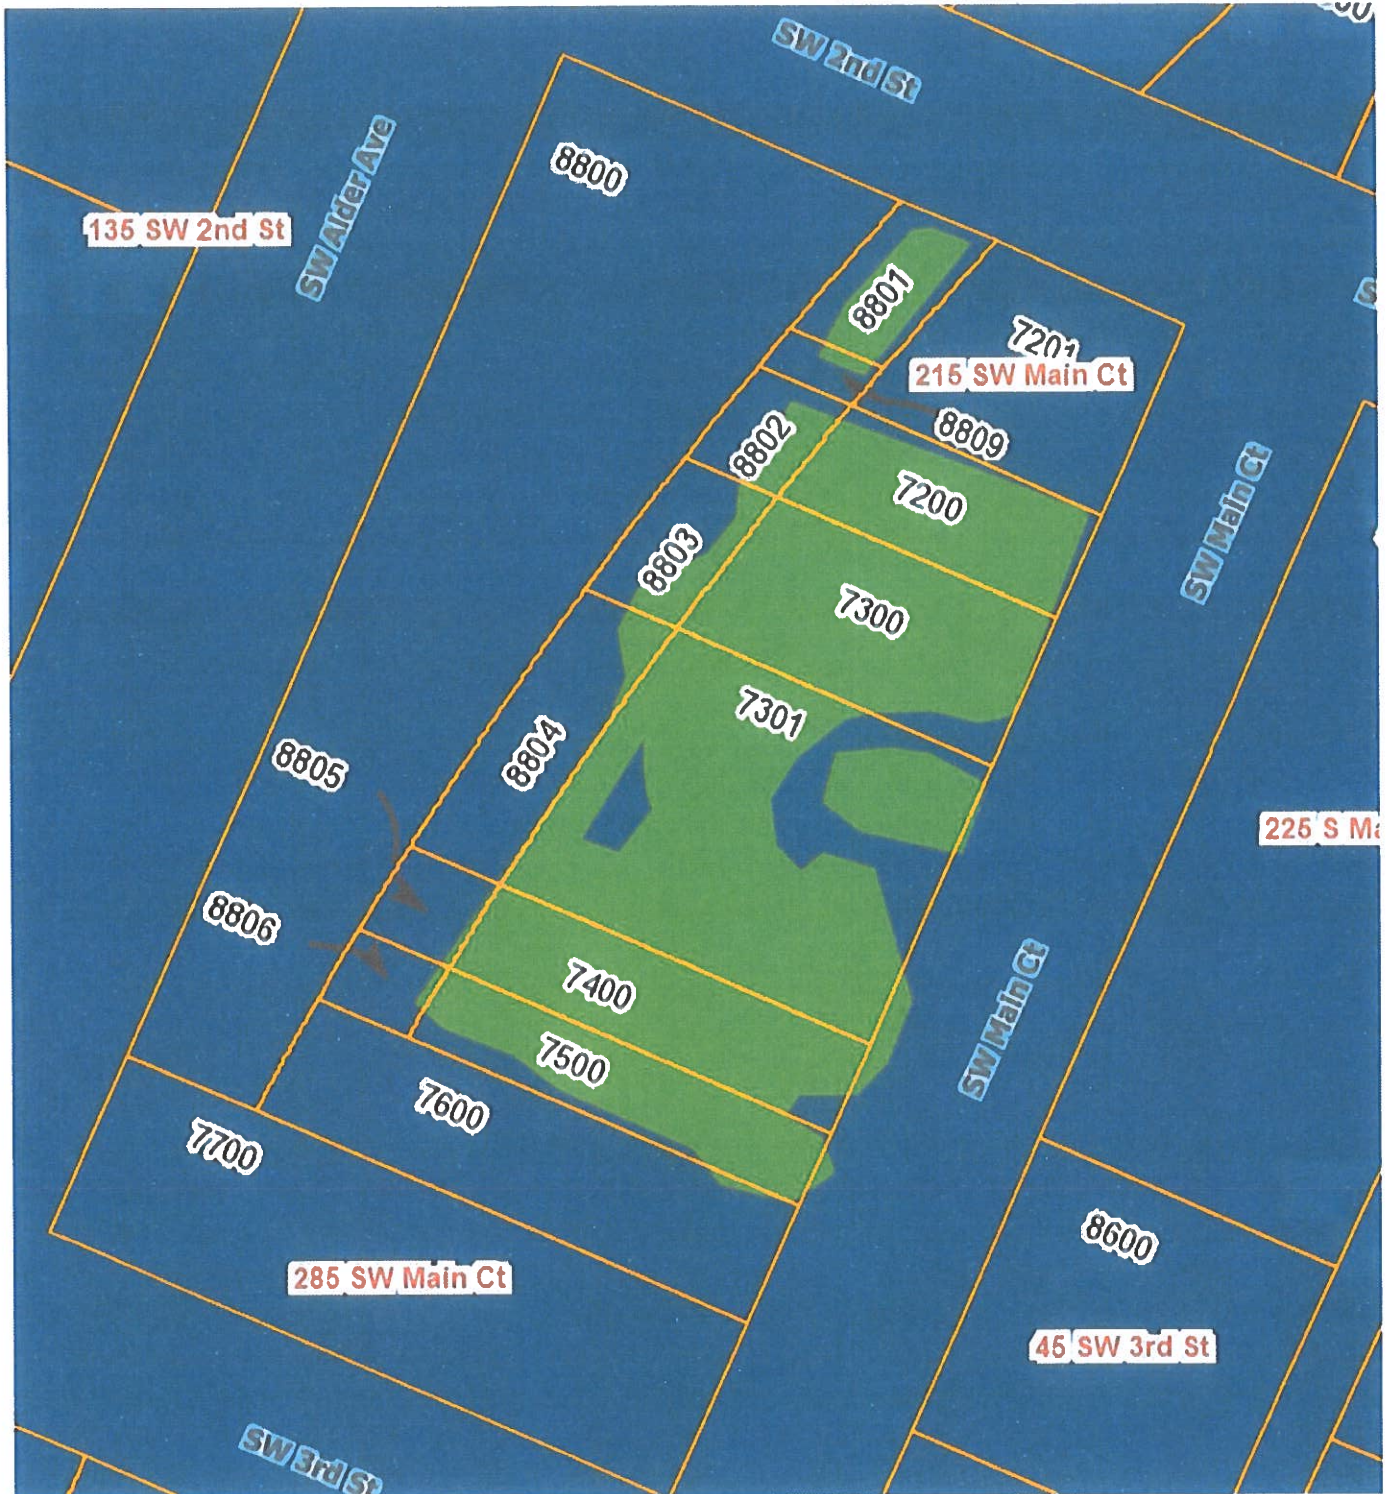 SW 2nd St
8800
SW Alder Ave
135 SW 2nd St
8801
7201
215 SW Main Ct
8809
8802
7200
SW Main Ct
8803
7300
7301
8804
8805
225 S Ma
8806
7400
SW Main Ct
7500
7600
7700
8600
285 SW Main Ct
45 SW 3rd St
SW 3rd St